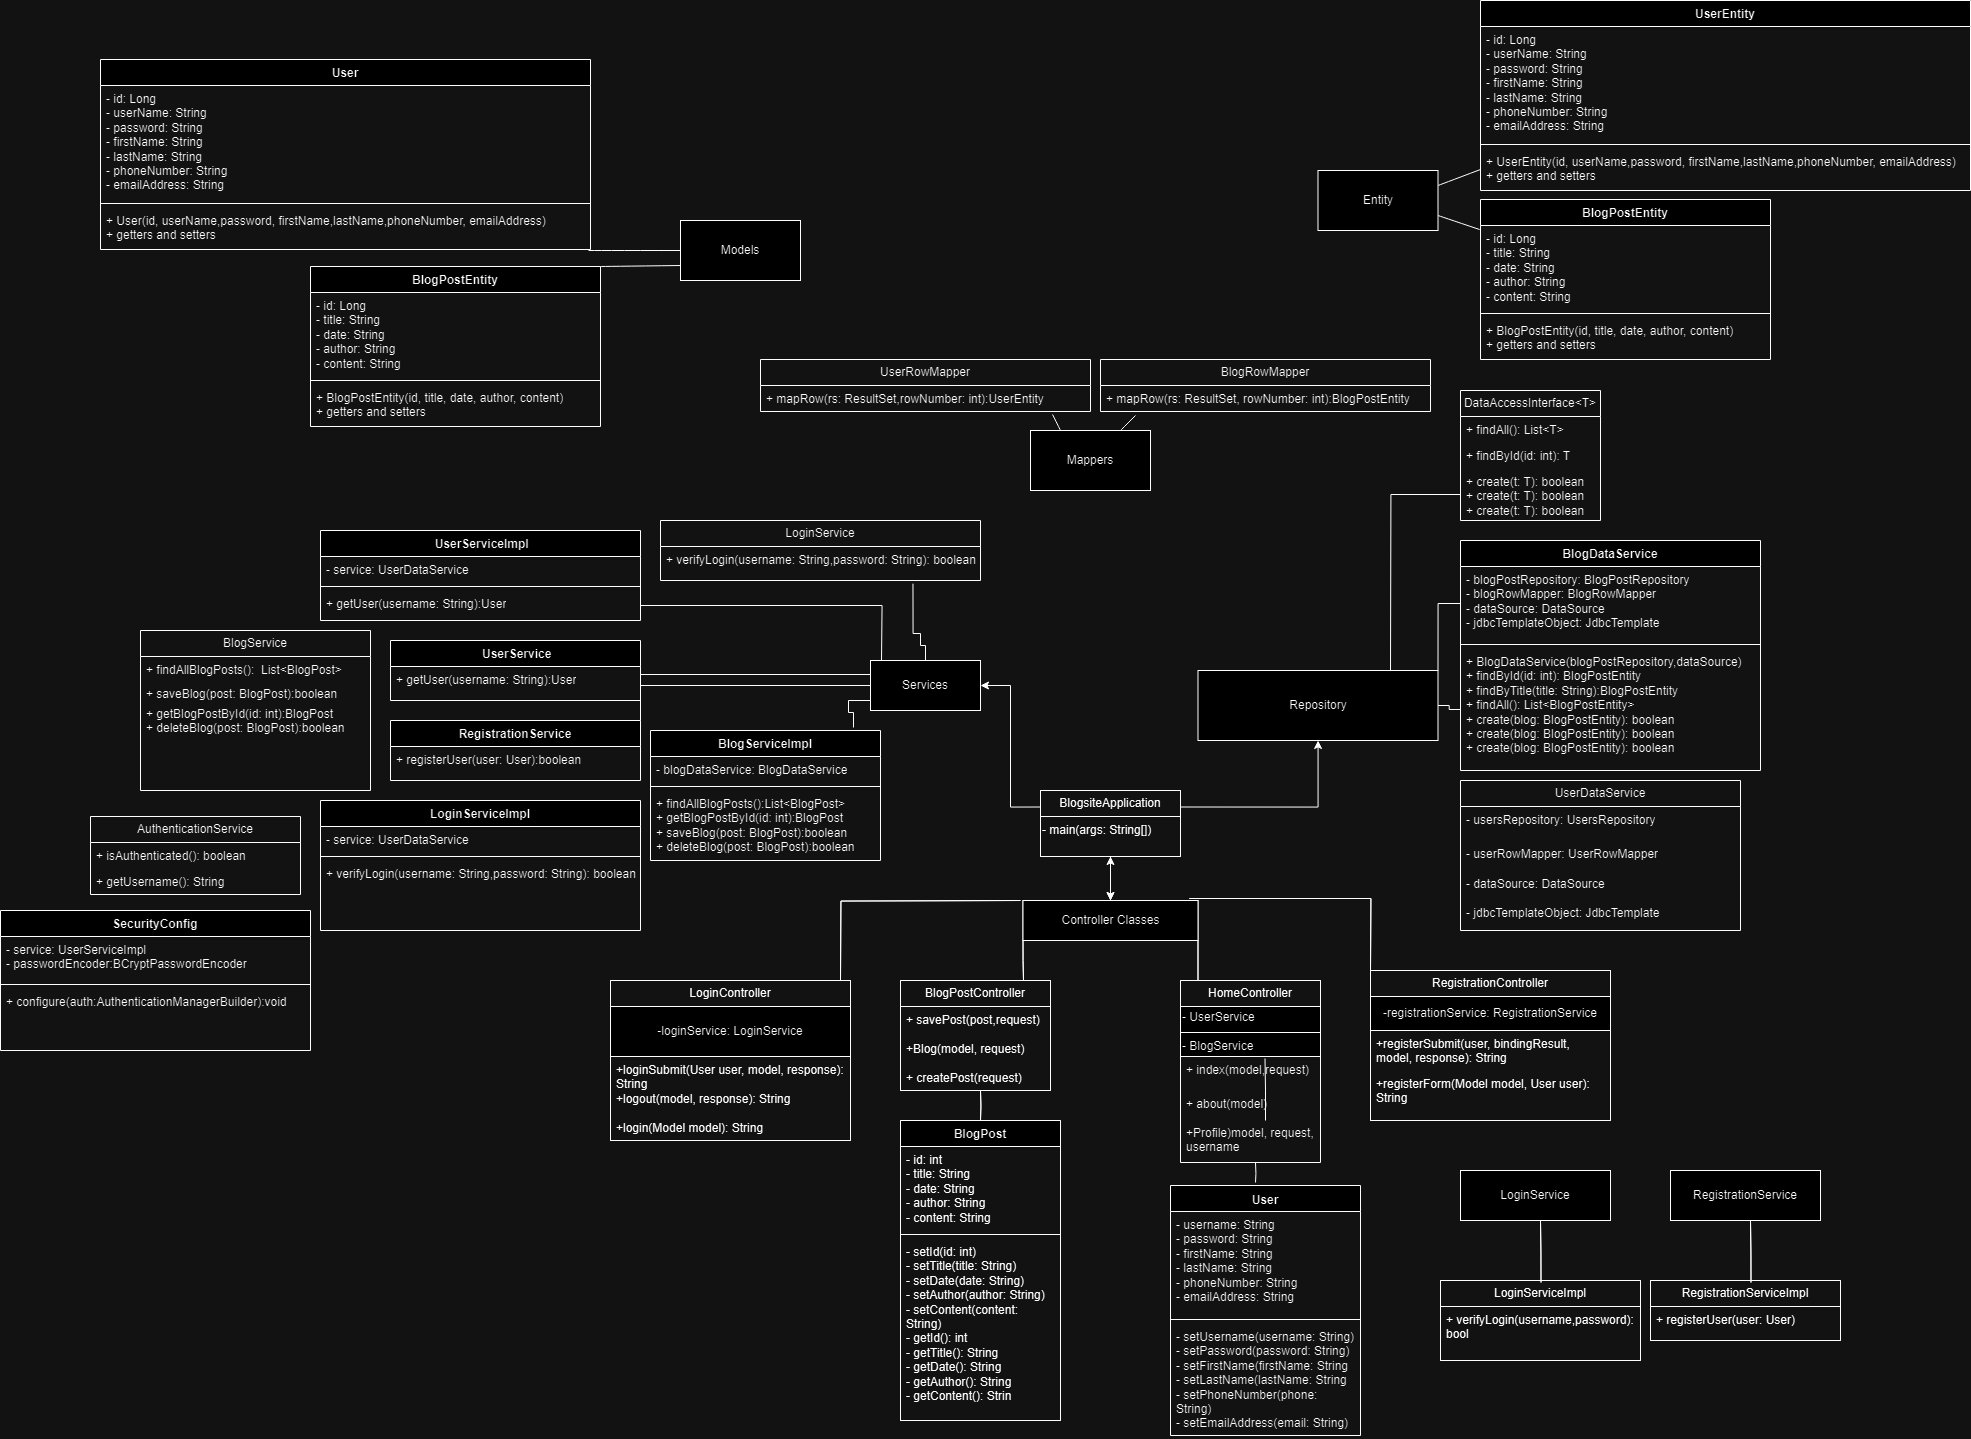 UserEntity
- id: Long
- userName: String
- password: String
- firstName: String
- lastName: String
- phoneNumber: String
- emailAddress: String
+ UserEntity(id, userName,password, firstName,lastName,phoneNumber, emailAddress)
+ getters and setters
User
- id: Long
- userName: String
- password: String
- firstName: String
- lastName: String
- phoneNumber: String
- emailAddress: String
+ User(id, userName,password, firstName,lastName,phoneNumber, emailAddress)
+ getters and setters
Entity
BlogPostEntity
- id: Long
- title: String
- date: String
- author: String
- content: String
+ BlogPostEntity(id, title, date, author, content)
+ getters and setters
Models
BlogPostEntity
- id: Long
- title: String
- date: String
- author: String
- content: String
+ BlogPostEntity(id, title, date, author, content)
+ getters and setters
UserRowMapper
+ mapRow(rs: ResultSet,rowNumber: int):UserEntity
BlogRowMapper
+ mapRow(rs: ResultSet, rowNumber: int):BlogPostEntity
Mappers
DataAccessInterface<T>
+ findAll(): List<T>
+ findById(id: int): T
+ create(t: T): boolean
+ create(t: T): boolean
+ create(t: T): boolean
UserServiceImpl
- service: UserDataService
+ getUser(username: String):User
LoginService
+ verifyLogin(username: String,password: String): boolean
BlogDataService
- blogPostRepository: BlogPostRepository
- blogRowMapper: BlogRowMapper
- dataSource: DataSource
- jdbcTemplateObject: JdbcTemplate
+ BlogDataService(blogPostRepository,dataSource)
+ findById(id: int): BlogPostEntity
+ findByTitle(title: String):BlogPostEntity
+ findAll(): List<BlogPostEntity>
+ create(blog: BlogPostEntity): boolean
+ create(blog: BlogPostEntity): boolean
+ create(blog: BlogPostEntity): boolean
BlogService
+ findAllBlogPosts():  List<BlogPost>
+ saveBlog(post: BlogPost):boolean
+ getBlogPostById(id: int):BlogPost
+ deleteBlog(post: BlogPost):boolean
UserService
+ getUser(username: String):User
Services
Repository
RegistrationService
+ registerUser(user: User):boolean
BlogServiceImpl
- blogDataService: BlogDataService
+ findAllBlogPosts():List<BlogPost>
+ getBlogPostById(id: int):BlogPost
+ saveBlog(post: BlogPost):boolean
+ deleteBlog(post: BlogPost):boolean
BlogsiteApplication
- main(args: String[])
UserDataService
- usersRepository: UsersRepository
- userRowMapper: UserRowMapper
- dataSource: DataSource
- jdbcTemplateObject: JdbcTemplate
AuthenticationService
+ isAuthenticated(): boolean
+ getUsername(): String
LoginServiceImpl
- service: UserDataService
+ verifyLogin(username: String,password: String): boolean
SecurityConfig
- service: UserServiceImpl
- passwordEncoder:BCryptPasswordEncoder
+ configure(auth:AuthenticationManagerBuilder):void
Controller Classes
LoginController
-loginService: LoginService
+loginSubmit(User user, model, response):
String
+logout(model, response): String
+login(Model model): String
BlogPostController
+ savePost(post,request)
+Blog(model, request)
+ createPost(request)
HomeController
- UserService
- BlogService
+ index(model,request)
+ about(model)
+Profile)model, request,
username
RegistrationController
-registrationService: RegistrationService
+registerSubmit(user, bindingResult,
model, response): String
+registerForm(Model model, User user):
String
BlogPost
- id: int
- title: String
- date: String
- author: String
- content: String
- setId(id: int)
- setTitle(title: String)
- setDate(date: String)
- setAuthor(author: String)
- setContent(content:
String)
- getId(): int
- getTitle(): String
- getDate(): String
- getAuthor(): String
- getContent(): Strin
User
- username: String
- password: String
- firstName: String
- lastName: String
- phoneNumber: String
- emailAddress: String
- setUsername(username: String)
- setPassword(password: String)
- setFirstName(firstName: String
- setLastName(lastName: String
- setPhoneNumber(phone:
String)
- setEmailAddress(email: String)
LoginService
RegistrationService
LoginServiceImpl
+ verifyLogin(username,password):
bool
RegistrationServiceImpl
+ registerUser(user: User)